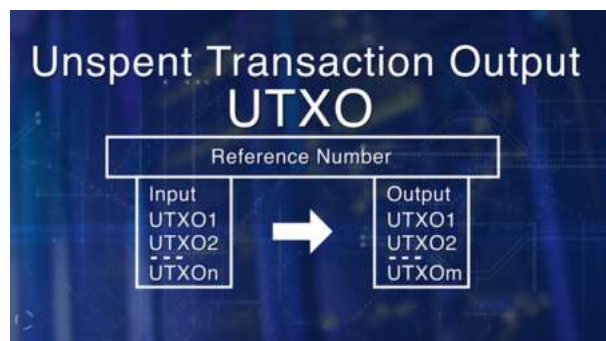 Unspent Transaction Output
UTXO
Reference Number
Input
UTXO1
UTXO2
---
UTXOn
Output
UTXO1
UTXO2
---
UTXOm